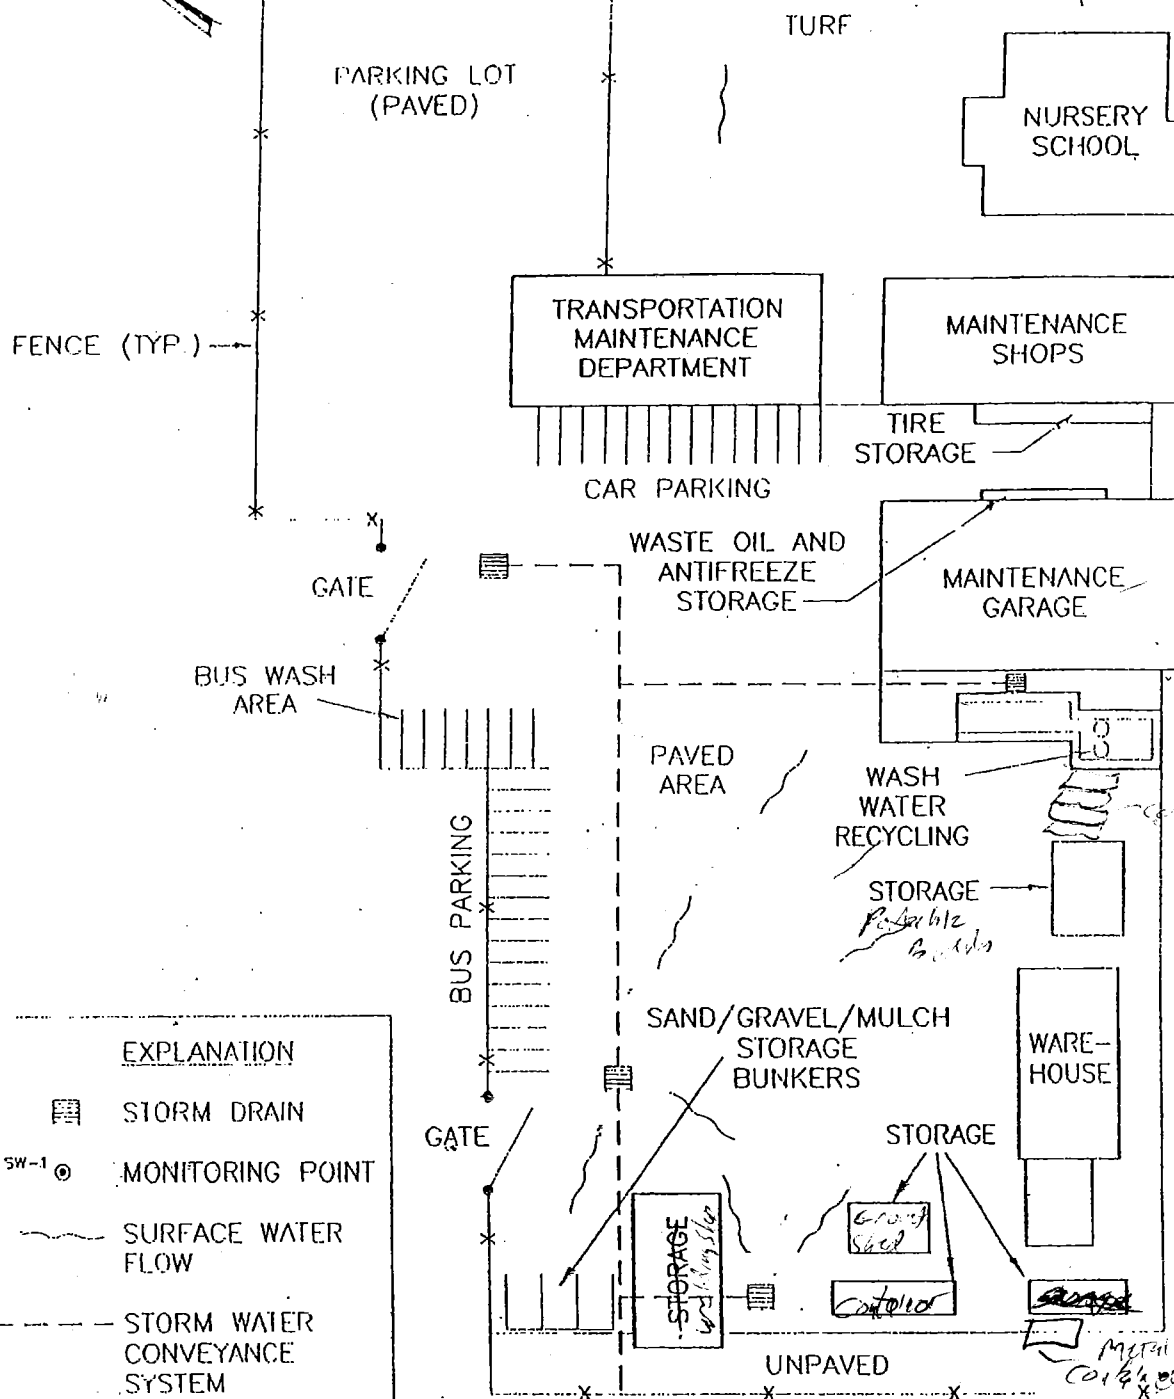 TURF
PARKING LOT
(PAVED)
NURSERY
SCHOOL
TRANSPORTATION
MAINTENANCE
DEPARTMENT
MAINTENANCE
SHOPS
FENCE (TYP.)
TIRE
STORAGE
CAR PARKING
WASTE OIL AND
ANTIFREEZE
STORAGE
MAINTENANCE
GARAGE
GATE
BUS WASH
AREA
PAVED
AREA
WASH
WATER
RECYCLING
BUS PARKING
STORAGE
SAND/GRAVEL/MULCH
STORAGE
BUNKERS
WARE-
HOUSE
EXPLANATION
STORM DRAIN
GATE
STORAGE
SW-1
MONITORING POINT
SURFACE WATER
FLOW
STORAGE
Shed
STORM WATER
CONVEYANCE
SYSTEM
UNPAVED
Metal